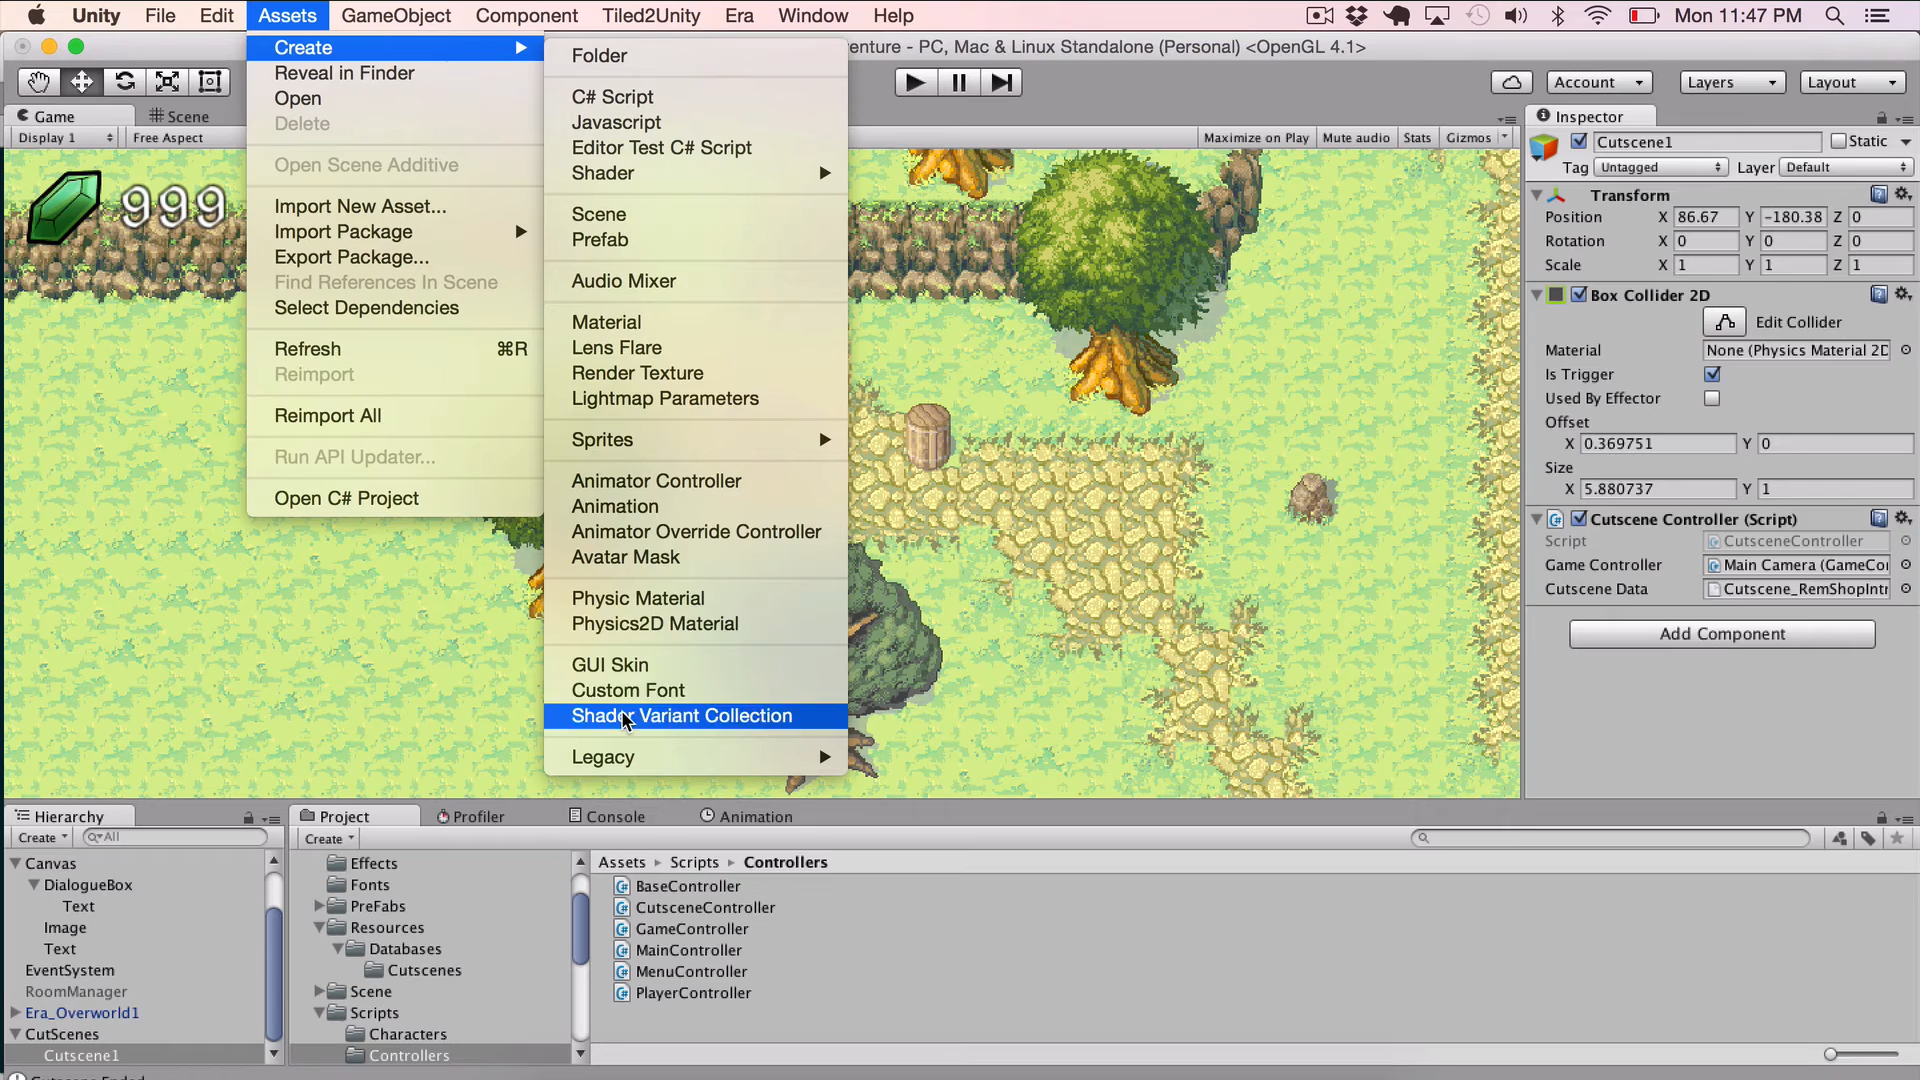 Unity File Edit Assets GameObject Component Tiled2Unity Era Window Help Mon 11:47 PM
enture - PC, Mac & Linux Standalone (Personal) <OpenGL 4.1>
Create
Reveal in Finder
Open
Delete
Open Scene Additive
Import New Asset...
Import Package
Export Package...
Find References In Scene
Select Dependencies
Refresh ⌘R
Reimport
Reimport All
Run API Updater...
Open C# Project
Folder
C# Script
Javascript
Editor Test C# Script
Shader
Scene
Prefab
Audio Mixer
Material
Lens Flare
Render Texture
Lightmap Parameters
Sprites
Animator Controller
Animation
Animator Override Controller
Avatar Mask
Physic Material
Physics2D Material
GUI Skin
Custom Font
Shader Variant Collection
Legacy
Account Layers Layout
Game Scene
Display 1 Free Aspect
Maximize on Play Mute audio Stats Gizmos
999
Inspector
Cutscene1 Static
Tag Untagged Layer Default
Transform
Position X 86.67 Y -180.38 Z 0
Rotation X 0 Y 0 Z 0
Scale X 1 Y 1 Z 1
Box Collider 2D
Edit Collider
Material None (Physics Material 2D
Is Trigger
Used By Effector
Offset
X 0.369751 Y 0
Size
X 5.880737 Y 1
Cutscene Controller (Script)
Script CutsceneController
Game Controller Main Camera (GameCor
Cutscene Data Cutscene_RemShopIntr
Add Component
Hierarchy
Create All
Canvas
DialogueBox
Text
Image
Text
EventSystem
RoomManager
Era_Overworld1
CutScenes
Cutscene1
Project Profiler Console Animation
Create
Effects
Fonts
PreFabs
Resources
Databases
Cutscenes
Scene
Scripts
Characters
Controllers
Assets Scripts Controllers
BaseController
CutsceneController
GameController
MainController
MenuController
PlayerController